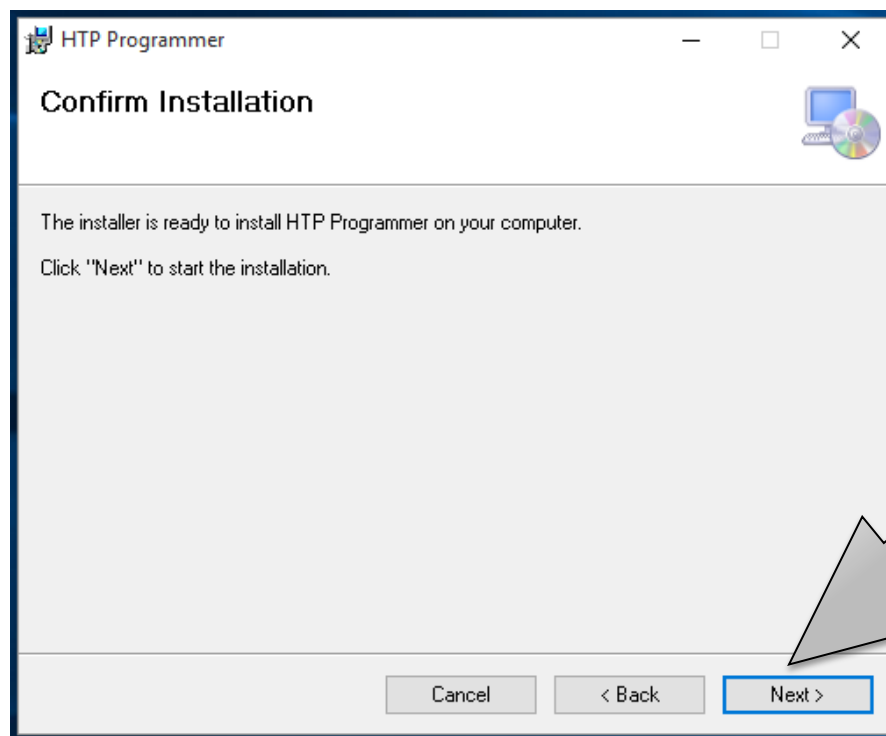 HTP Programmer
Confirm Installation
The installer is ready to install HTP Programmer on your computer.
Click "Next" to start the installation.
Cancel
< Back
Next >